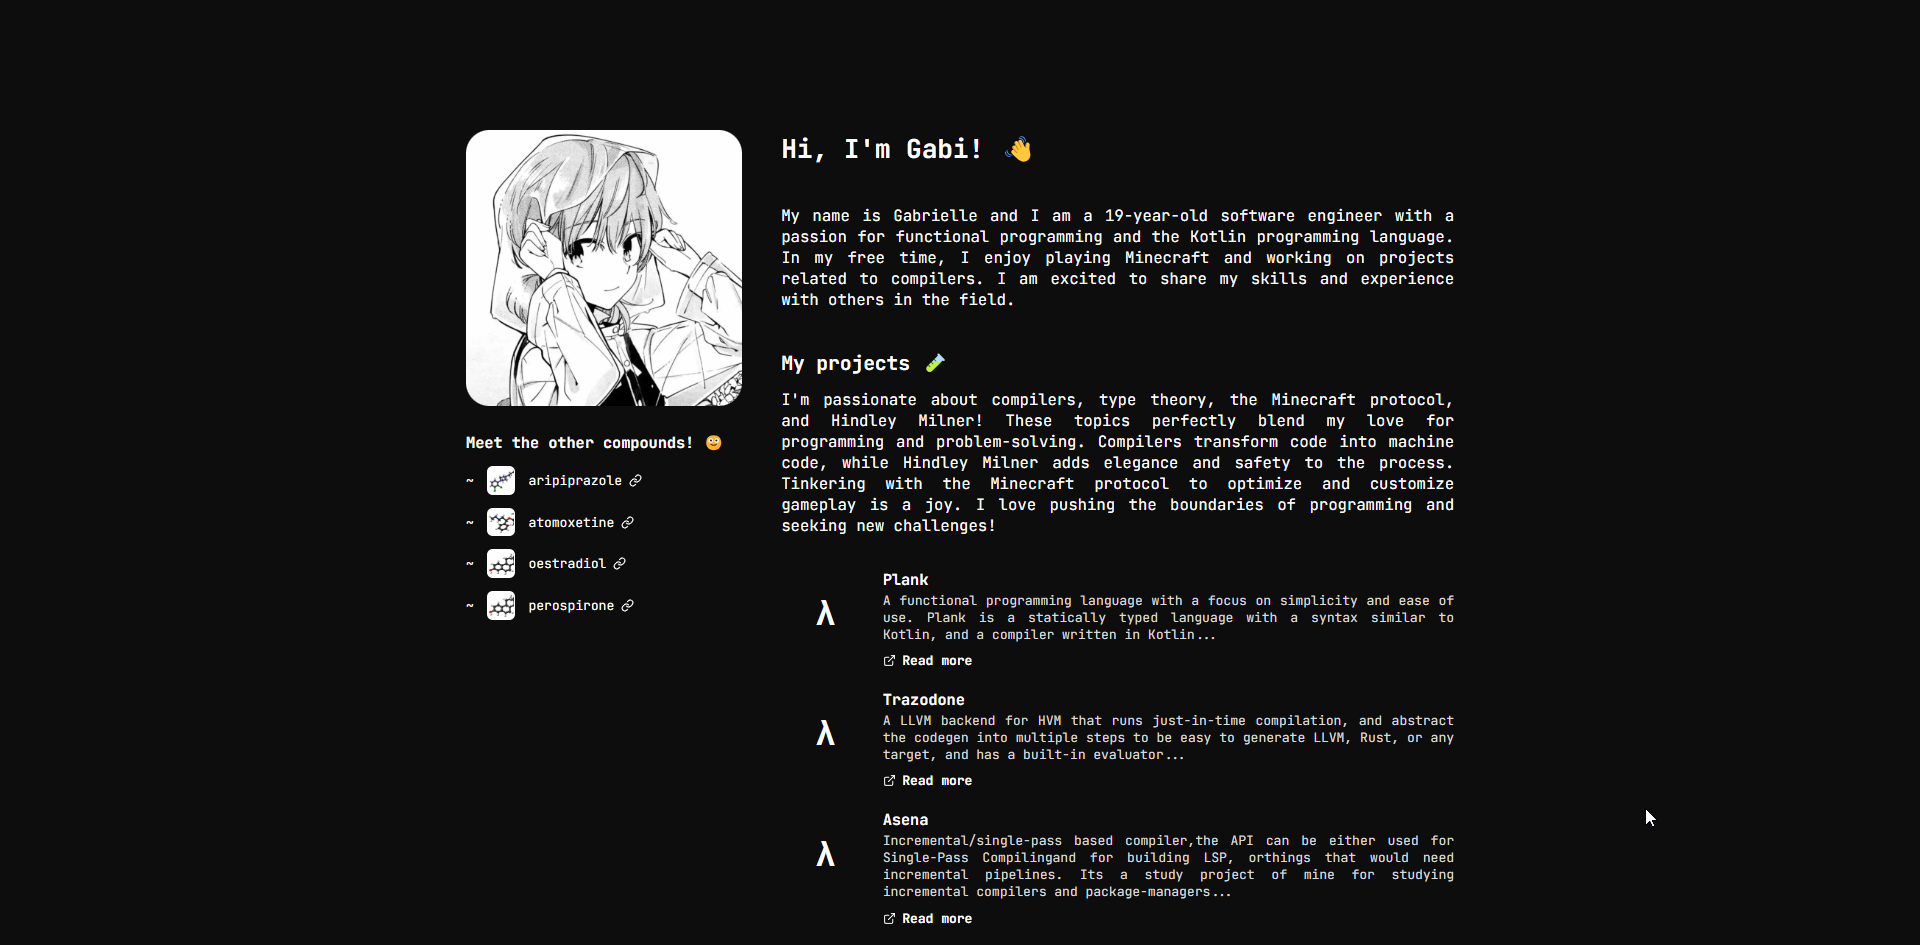 Hi, I'm Gabi! 👋
My name is Gabrielle and I am a 19-year-old software engineer with a
passion for functional programming and the Kotlin programming language.
In my free time, I enjoy playing Minecraft and working on projects
related to compilers. I am excited to share my skills and experience
with others in the field.
Meet the other compounds!
~ aripiprazole
~ atomoxetine
~ oestradiol
~ perospirone
My projects 🧪
I'm passionate about compilers, type theory, the Minecraft protocol,
and Hindley Milner! These topics perfectly blend my love for
programming and problem-solving. Compilers transform code into machine
code, while Hindley Milner adds elegance and safety to the process.
Tinkering with the Minecraft protocol to optimize and customize
gameplay is a joy. I love pushing the boundaries of programming and
seeking new challenges!
λ
Plank
A functional programming language with a focus on simplicity and ease of
use. Plank is a statically typed language with a syntax similar to
Kotlin, and a compiler written in Kotlin...
Read more
λ
Trazodone
A LLVM backend for HVM that runs just-in-time compilation, and abstract
the codegen into multiple steps to be easy to generate LLVM, Rust, or any
target, and has a built-in evaluator...
Read more
λ
Asena
Incremental/single-pass based compiler,the API can be either used for
Single-Pass Compilingand for building LSP, orthings that would need
incremental pipelines. Its a study project of mine for studying
incremental compilers and package-managers...
Read more